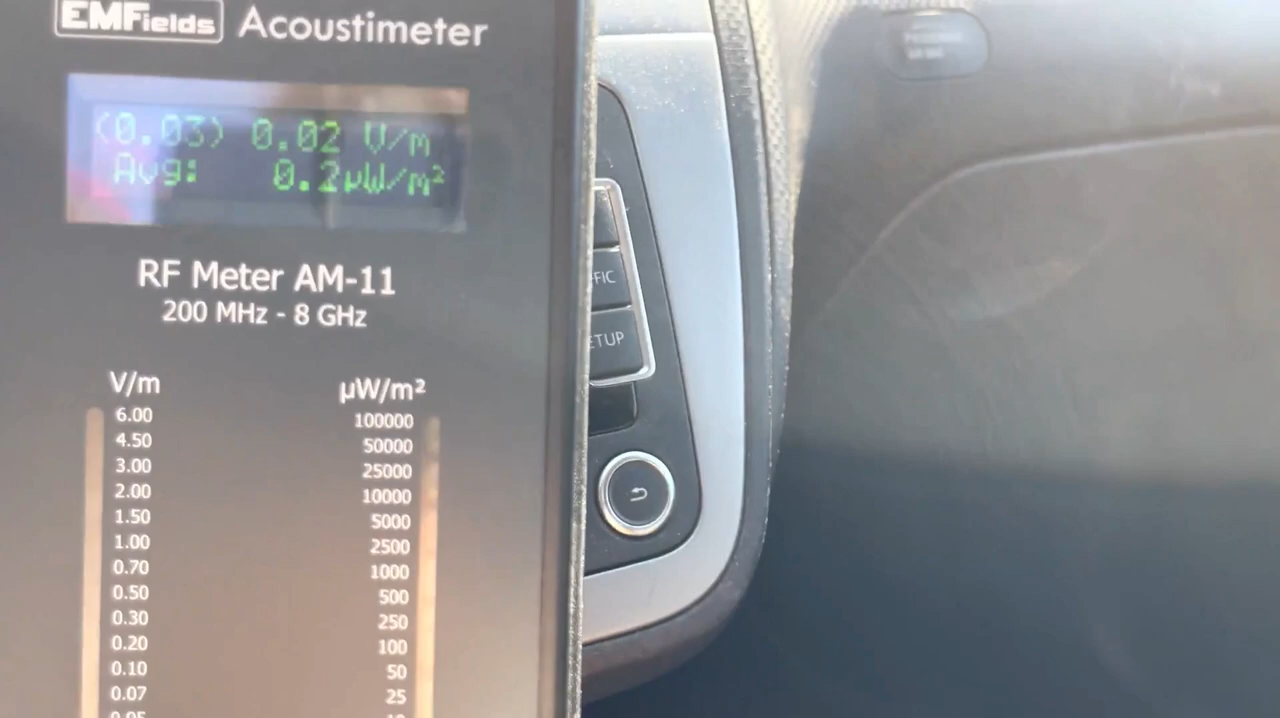 EMFields Acoustimeter
(0.03) 0.02 V/m
Avg: 0.2µW/m²
RF Meter AM-11
200 MHz - 8 GHz
V/m µW/m²
6.00 100000
4.50 50000
3.00 25000
2.00 10000
1.50 5000
1.00 2500
0.70 1000
0.50 500
0.30 250
0.20 100
0.10 50
0.07 25
FFIC
ETUP